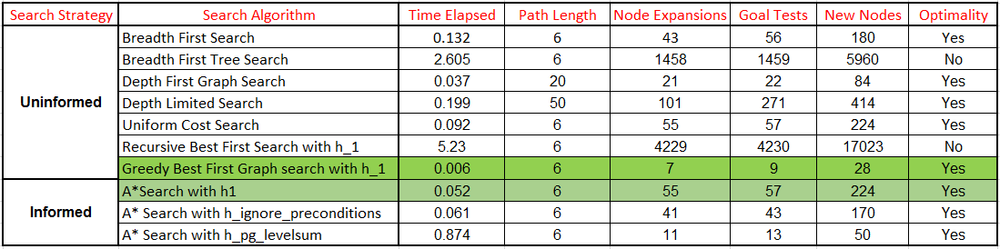 Search Strategy Search Algorithm Time Elapsed Path Length Node Expansions Goal Tests New Nodes Optimality
Uninformed
Breadth First Search 0.132 6 43 56 180 Yes
Breadth First Tree Search 2.605 6 1458 1459 5960 No
Depth First Graph Search 0.037 20 21 22 84 Yes
Depth Limited Search 0.199 50 101 271 414 Yes
Uniform Cost Search 0.092 6 55 57 224 Yes
Recursive Best First Search with h_1 5.23 6 4229 4230 17023 No
Greedy Best First Graph search with h_1 0.006 6 7 9 28 Yes
Informed
A*Search with h1 0.052 6 55 57 224 Yes
A* Search with h_ignore_preconditions 0.061 6 41 43 170 Yes
A* Search with h_pg_levelsum 0.874 6 11 13 50 Yes